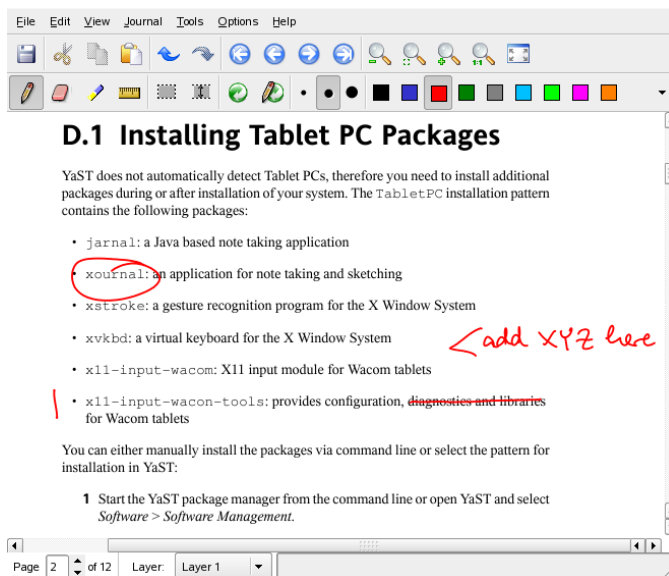 File Edit View Journal Tools Options Help
D.1 Installing Tablet PC Packages
YaST does not automatically detect Tablet PCs, therefore you need to install additional
packages during or after installation of your system. The TabletPC installation pattern
contains the following packages:
• jarnal: a Java based note taking application
• xournal: an application for note taking and sketching
• xstroke: a gesture recognition program for the X Window System
• xvkbd: a virtual keyboard for the X Window System
<add XYZ here
• x11-input-wacom: X11 input module for Wacom tablets
• x11-input-wacon-tools: provides configuration, diagnostics and libraries
for Wacom tablets
You can either manually install the packages via command line or select the pattern for
installation in YaST:
1 Start the YaST package manager from the command line or open YaST and select
Software > Software Management.
Page 2 of 12 Layer: Layer 1